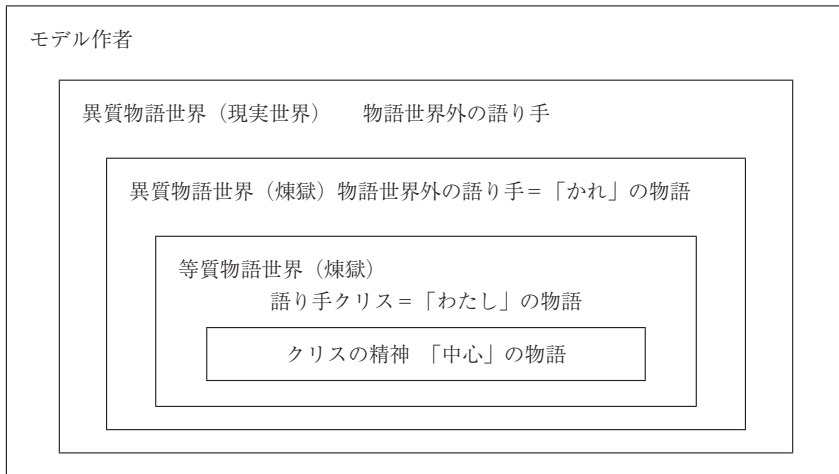 モデル作者
異質物語世界（現実世界）　　物語世界外の語り手
異質物語世界（煉獄）物語世界外の語り手＝「かれ」の物語
等質物語世界（煉獄）
語り手クリス＝「わたし」の物語
クリスの精神　「中心」の物語